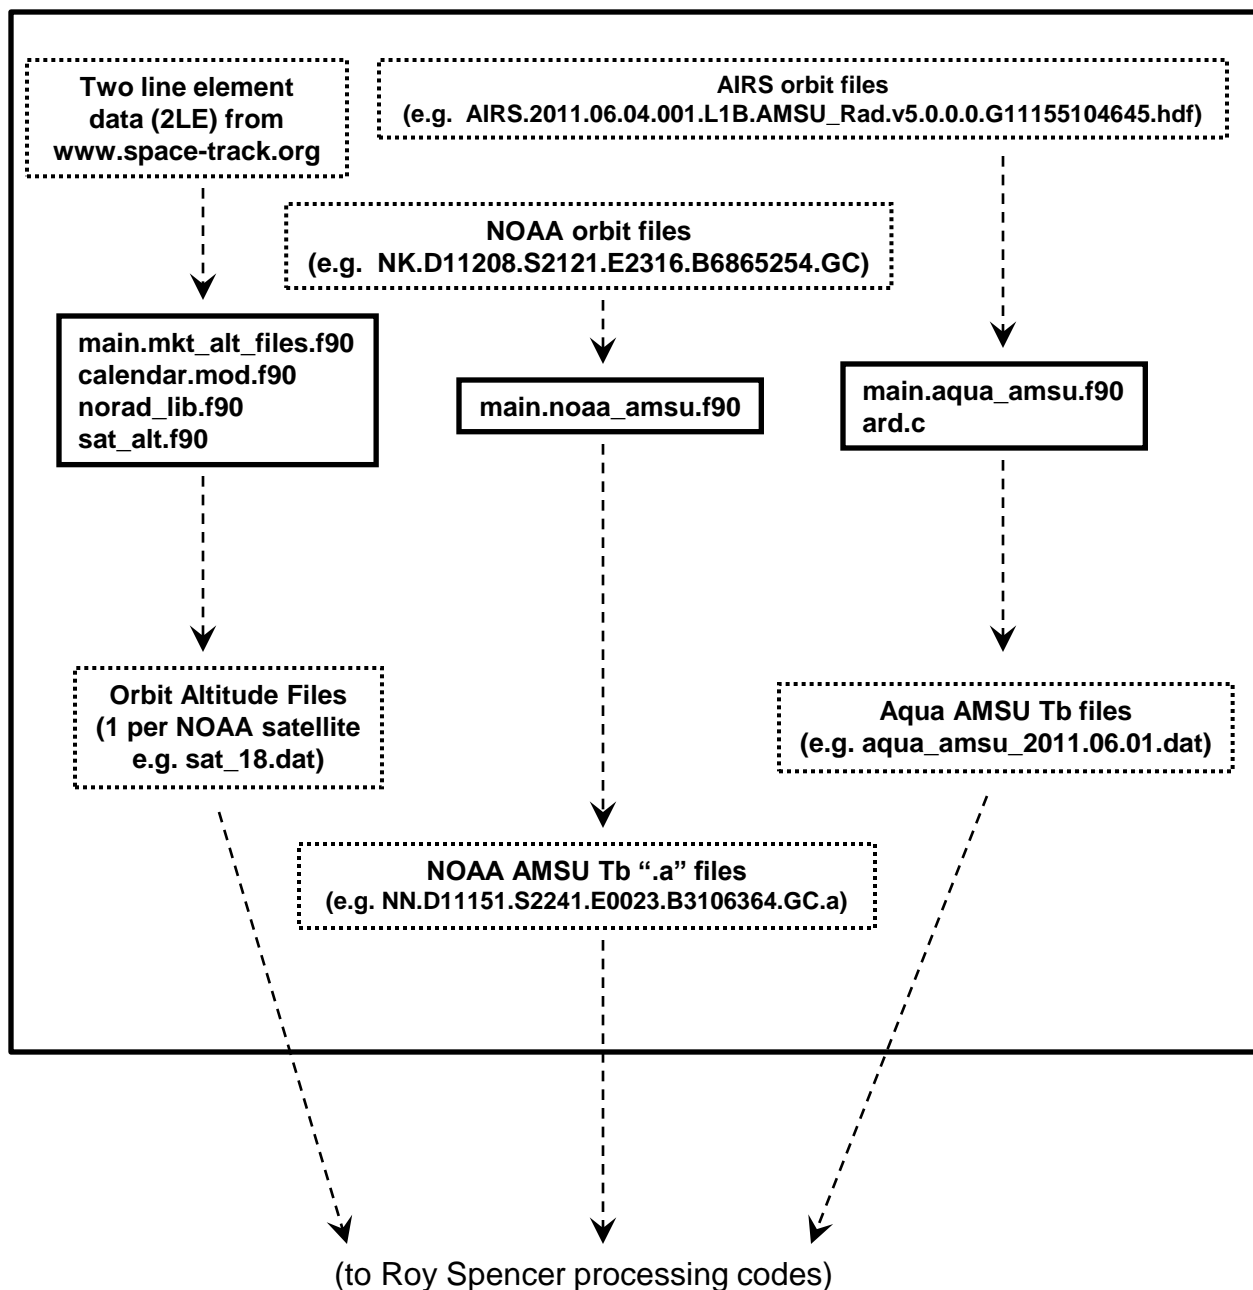 Two line element
data (2LE) from
www.space-track.org
AIRS orbit files
(e.g. AIRS.2011.06.04.001.L1B.AMSU_Rad.v5.0.0.0.G11155104645.hdf)
NOAA orbit files
(e.g. NK.D11208.S2121.E2316.B6865254.GC)
main.mkt_alt_files.f90
calendar.mod.f90
norad_lib.f90
sat_alt.f90
main.noaa_amsu.f90
main.aqua_amsu.f90
ard.c
Orbit Altitude Files
(1 per NOAA satellite
e.g. sat_18.dat)
Aqua AMSU Tb files
(e.g. aqua_amsu_2011.06.01.dat)
NOAA AMSU Tb “.a” files
(e.g. NN.D11151.S2241.E0023.B3106364.GC.a)
(to Roy Spencer processing codes)